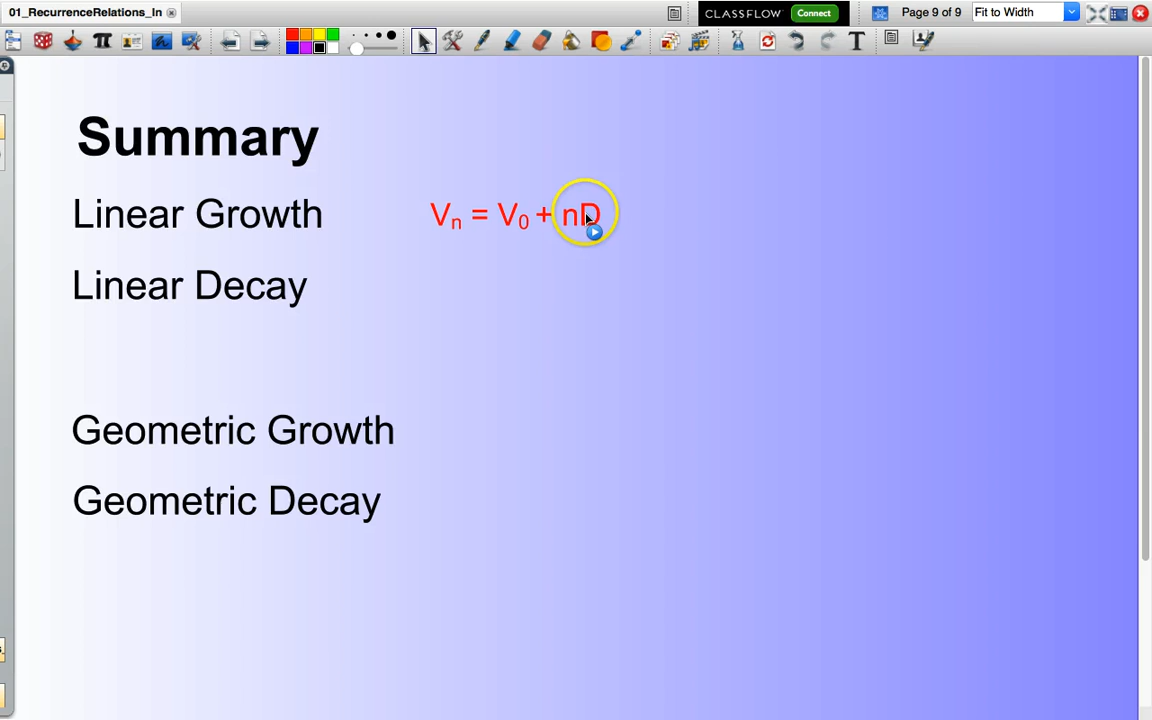 01_RecurrenceRelations_In
CLASSFLOW Connect
Page 9 of 9
Fit to Width
Summary
Linear Growth Vₙ = V₀ + nD
Linear Decay
Geometric Growth
Geometric Decay